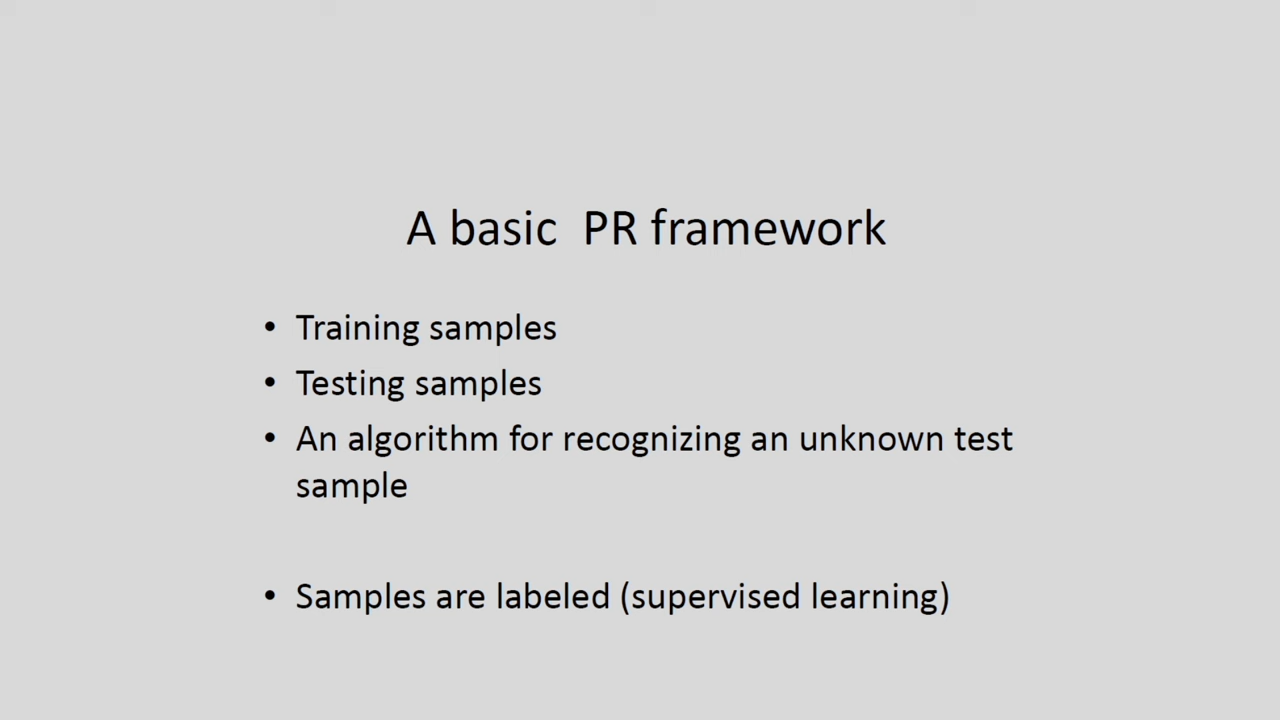 A basic  PR framework
• Training samples
• Testing samples
• An algorithm for recognizing an unknown test
sample
• Samples are labeled (supervised learning)